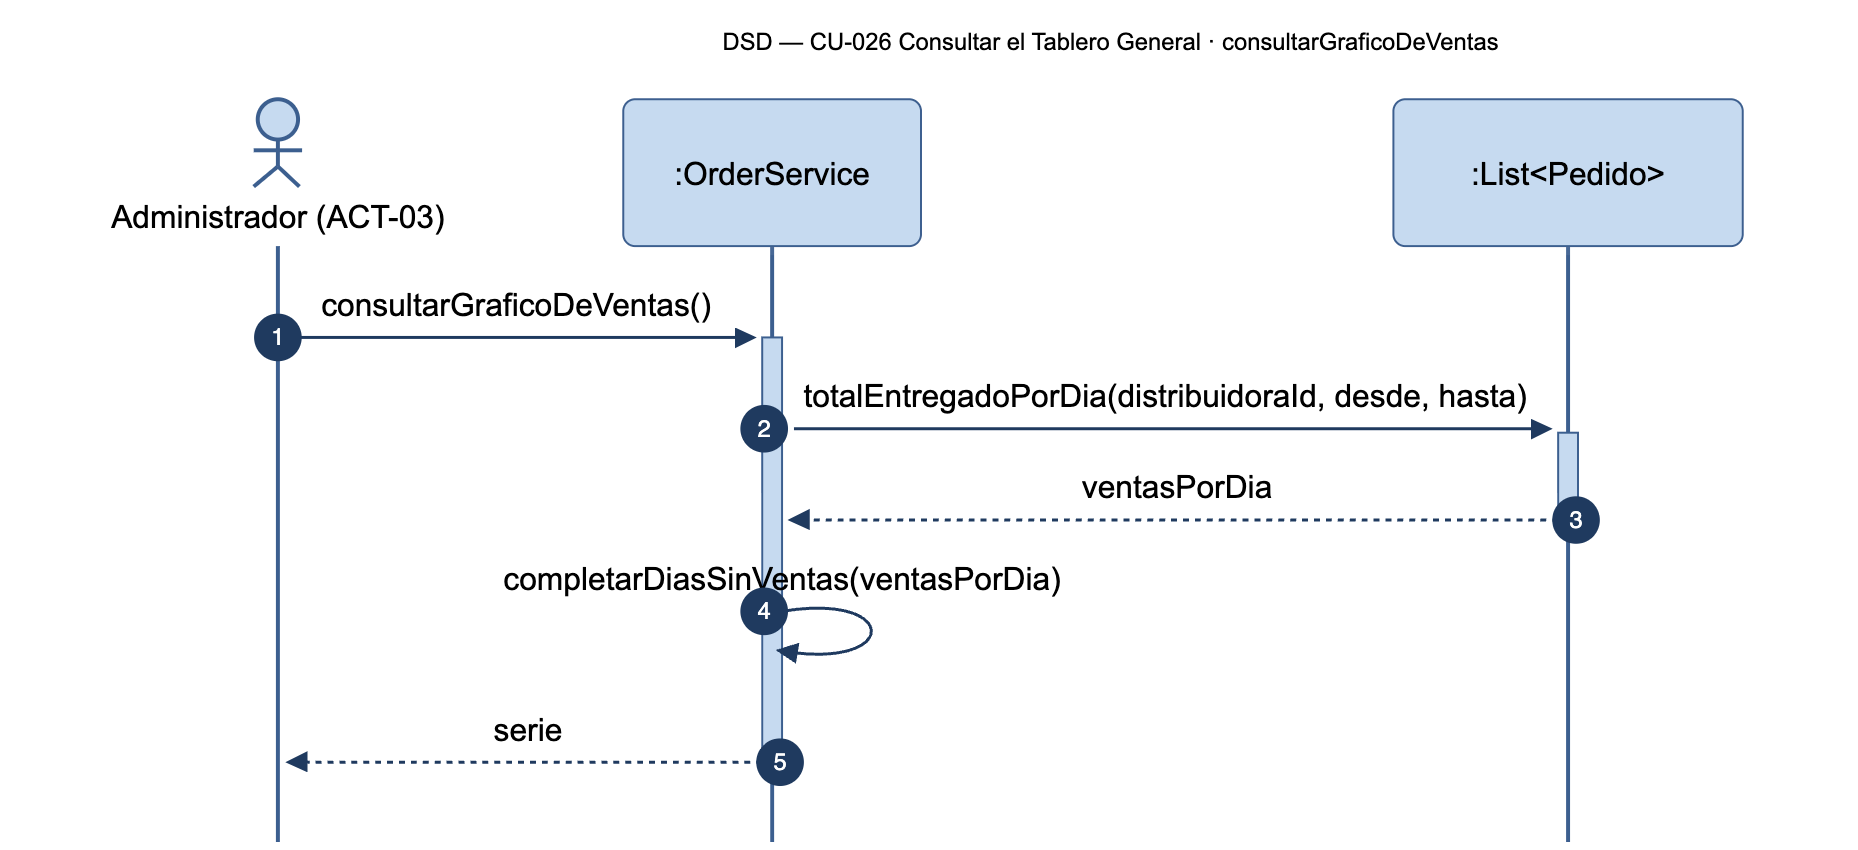 DSD — CU-026 Consultar el Tablero General · consultarGraficoDeVentas
Administrador (ACT-03)
:OrderService
:List<Pedido>
consultarGraficoDeVentas()
1
totalEntregadoPorDia(distribuidoraId, desde, hasta)
2
ventasPorDia
3
completarDiasSinVentas(ventasPorDia)
4
serie
5